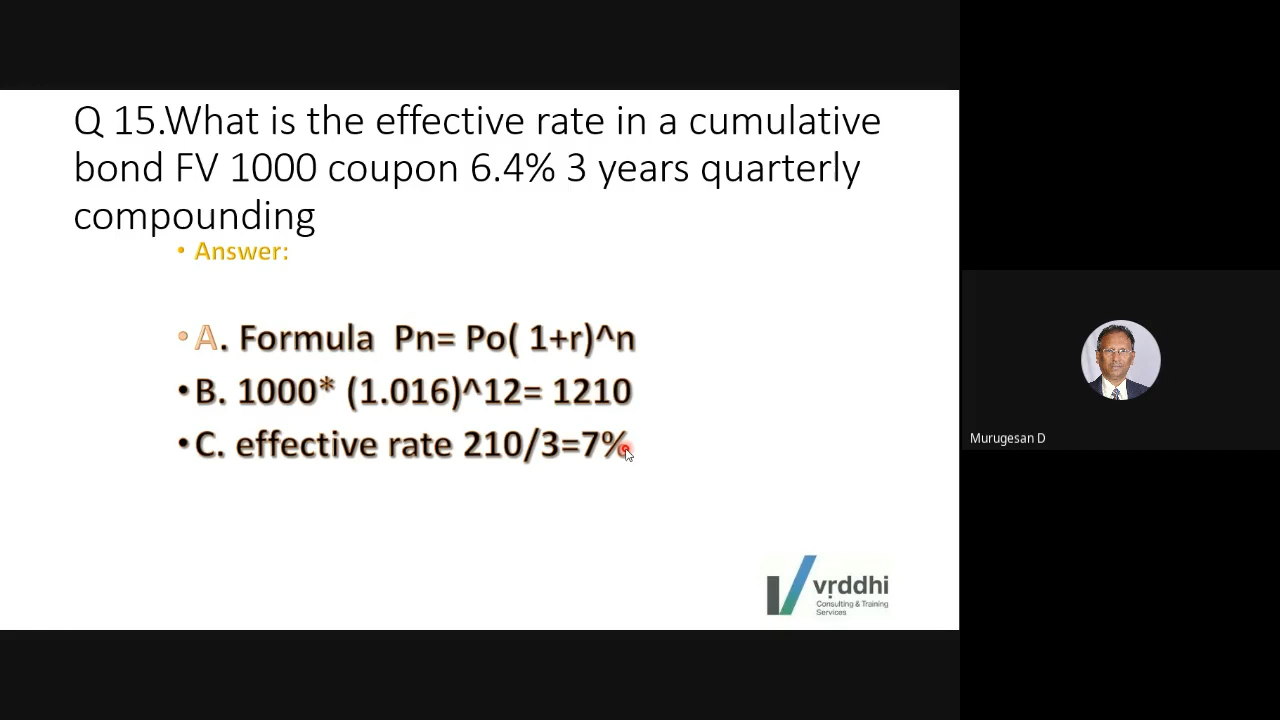 Q 15.What is the effective rate in a cumulative
bond FV 1000 coupon 6.4% 3 years quarterly
compounding
• Answer:
• A. Formula Pn= Po( 1+r)^n
• B. 1000* (1.016)^12= 1210
• C. effective rate 210/3=7%
Murugesan D
vṛddhi
Consulting & Training
Services